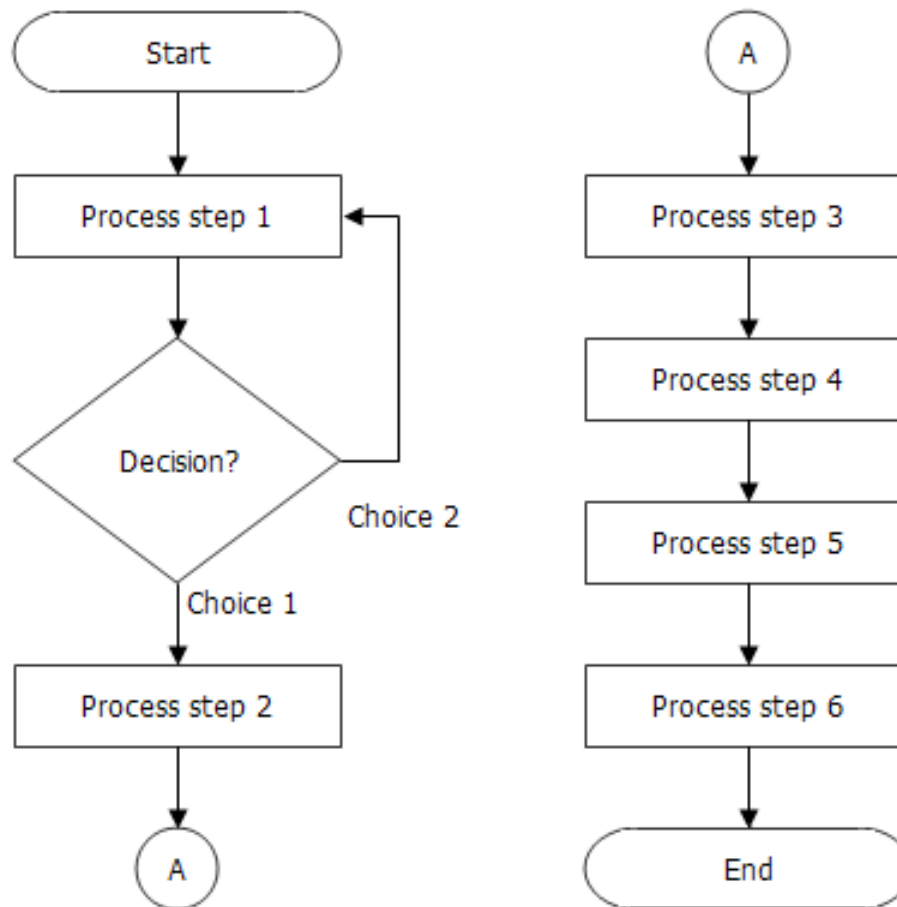 Start
Process step 1
Decision?
Choice 2
Choice 1
Process step 2
A
A
Process step 3
Process step 4
Process step 5
Process step 6
End